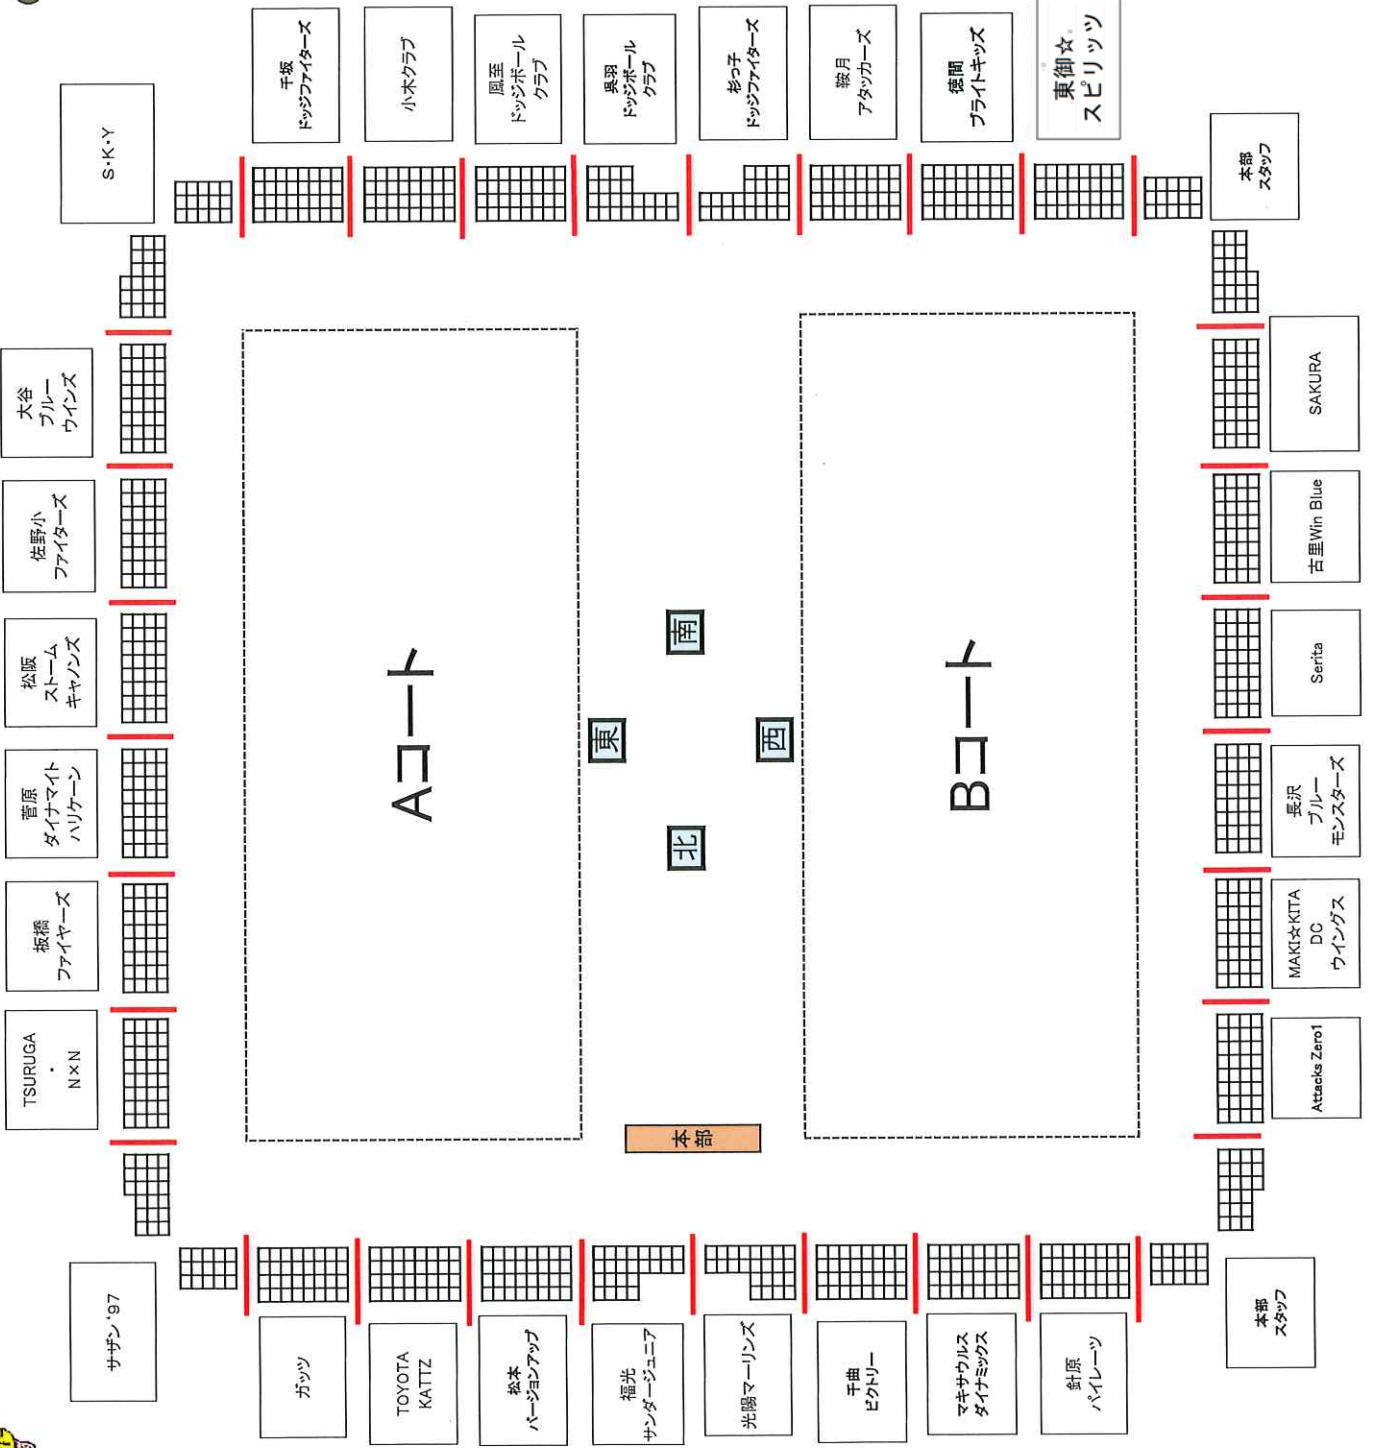 千坂
ドッジファイターズ
小木クラブ
鳳至
ドッジボール
クラブ
呉羽
ドッジボール
クラブ
杉っ子
ドッジファイターズ
鞍月
アタッカーズ
徳間
ブライトキッズ
東御☆
スピリッツ
S・K・Y
本部
スタッフ
大谷
ブルー
ウインズ
佐野小
ファイターズ
松阪
ストーム
キャノンズ
菅原
ダイナマイト
ハリケーン
板橋
ファイヤーズ
TSURUGA
・
N×N
Aコート
南
東
西
北
本部
Bコート
SAKURA
古里Win Blue
Serita
長沢
ブルー
モンスターズ
MAKI☆KITA
DC
ウイングス
Attacks Zero1
サザン'97
ガッツ
TOYOTA
KATTZ
松本
バージョンアップ
福光
サンダージュニア
光陽マーリンズ
千曲
ビクトリー
マキサウルス
ダイナミックス
針原
パイレーツ
本部
スタッフ